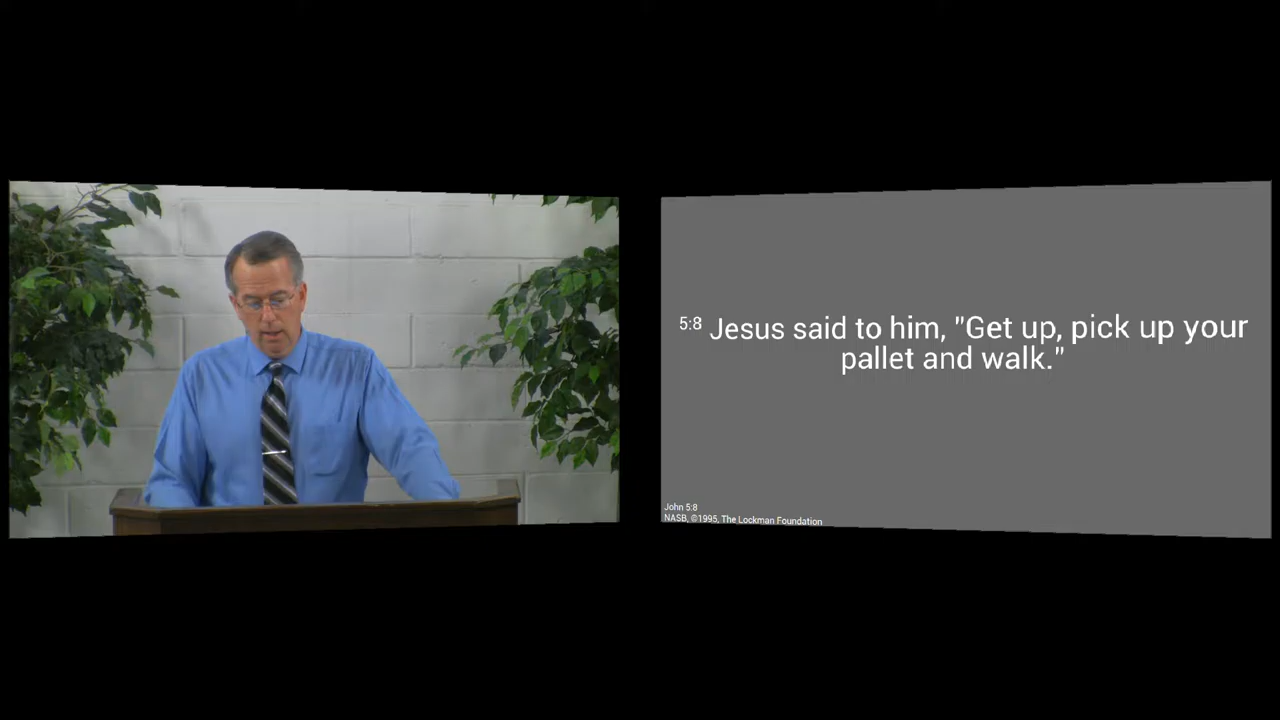 5:8 Jesus said to him, "Get up, pick up your
pallet and walk."
John 5:8
NASB, ©1995, The Lockman Foundation